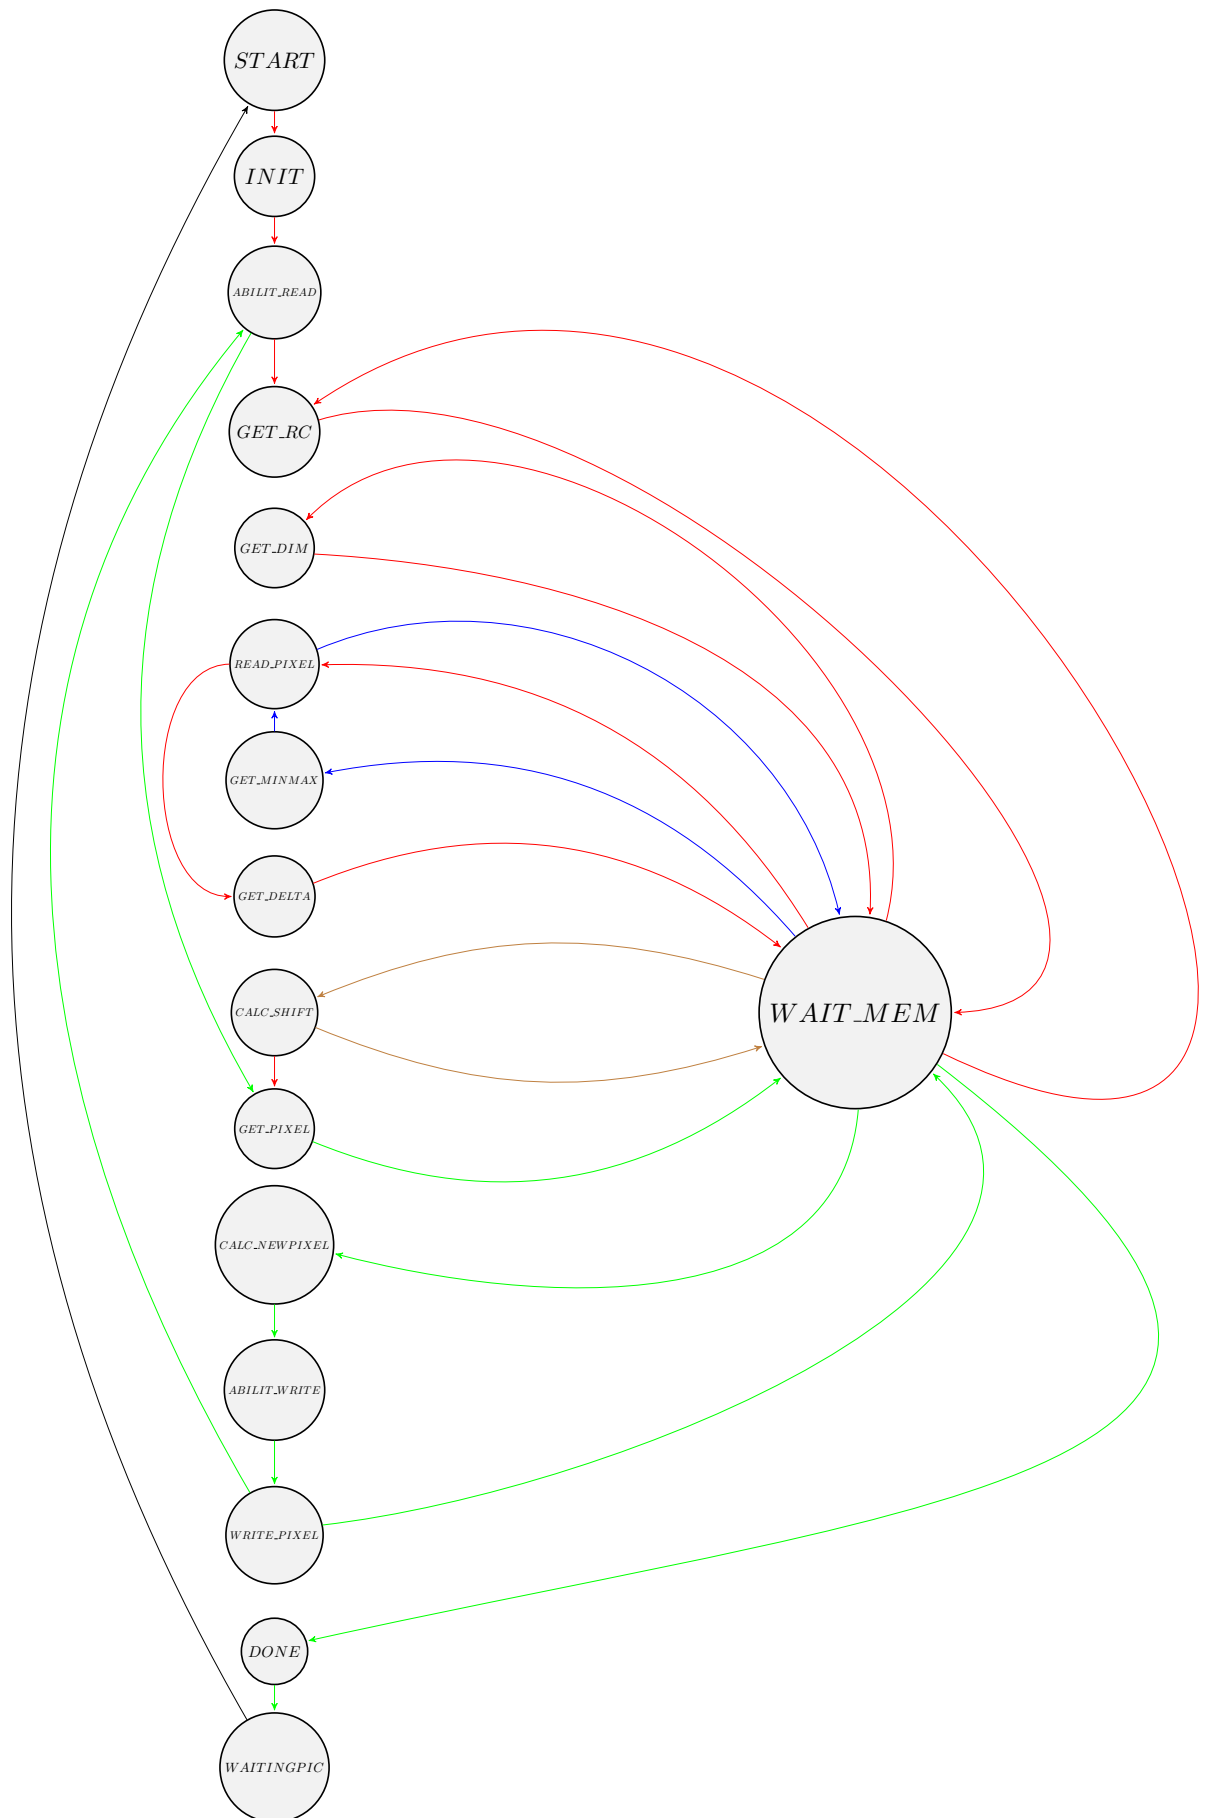 START
INIT
ABILIT_READ
GET_RC
GET_DIM
READ_PIXEL
GET_MINMAX
GET_DELTA
CALC_SHIFT
WAIT_MEM
GET_PIXEL
CALC_NEWPIXEL
ABILIT_WRITE
WRITE_PIXEL
DONE
WAITINGPIC